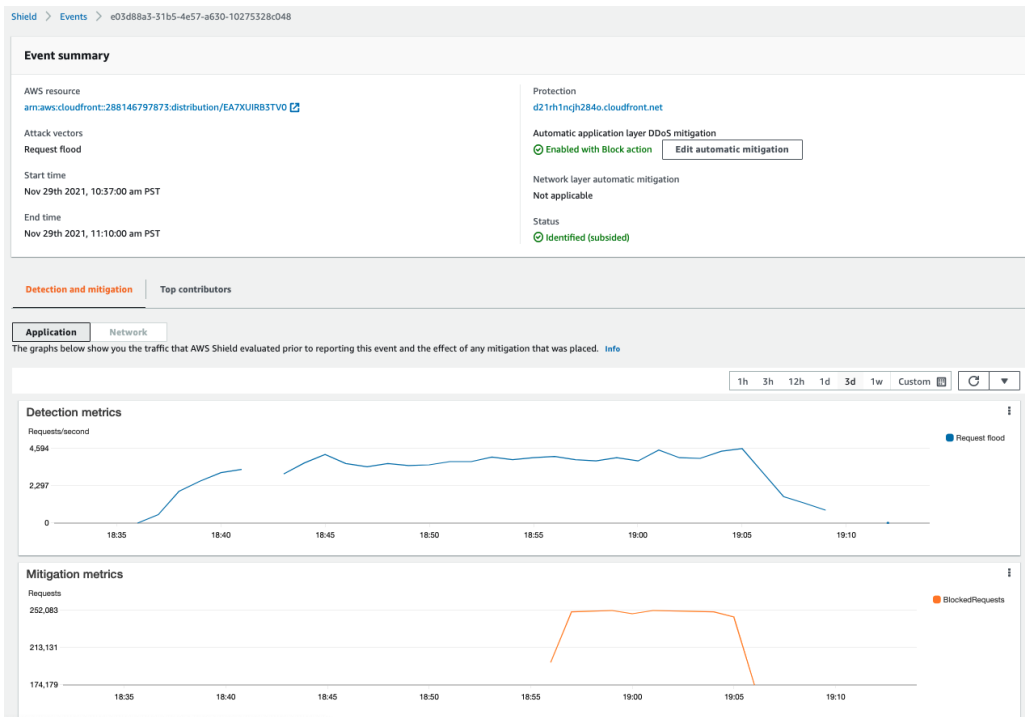 Shield > Events > e03d88a3-31b5-4e57-a630-10275328c048
Event summary
AWS resource
arn:aws:cloudfront::288146797873:distribution/EA7XUIRB3TV0
Attack vectors
Request flood
Start time
Nov 29th 2021, 10:37:00 am PST
End time
Nov 29th 2021, 11:10:00 am PST
Protection
d21rh1ncjh284o.cloudfront.net
Automatic application layer DDoS mitigation
Enabled with Block action Edit automatic mitigation
Network layer automatic mitigation
Not applicable
Status
Identified (subsided)
Detection and mitigation Top contributors
Application Network
The graphs below show you the traffic that AWS Shield evaluated prior to reporting this event and the effect of any mitigation that was placed. Info
1h 3h 12h 1d 3d 1w Custom
Detection metrics
Requests/second
4,594
2,297
0
18:35 18:40 18:45 18:50 18:55 19:00 19:05 19:10
Request flood
Mitigation metrics
Requests
252,083
213,131
174,179
18:35 18:40 18:45 18:50 18:55 19:00 19:05 19:10
BlockedRequests